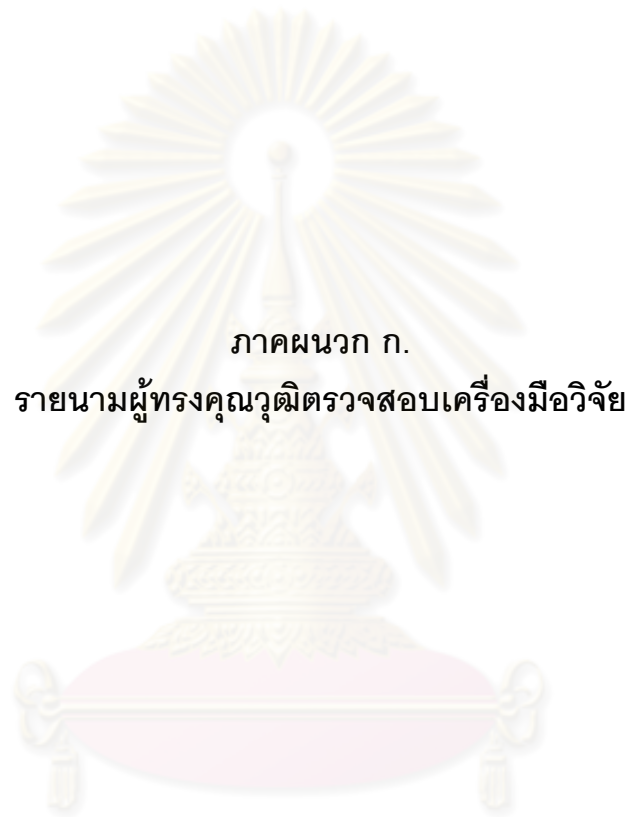 ภาคผนวก ก.
รายนามผู้ทรงคุณวุฒิตรวจสอบเครื่องมือวิจัย